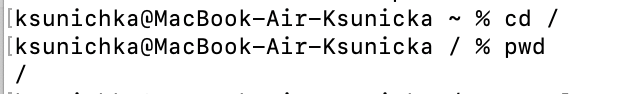 [ksunichka@MacBook-Air-Ksunicka ~ % cd /
[ksunichka@MacBook-Air-Ksunicka / % pwd
/